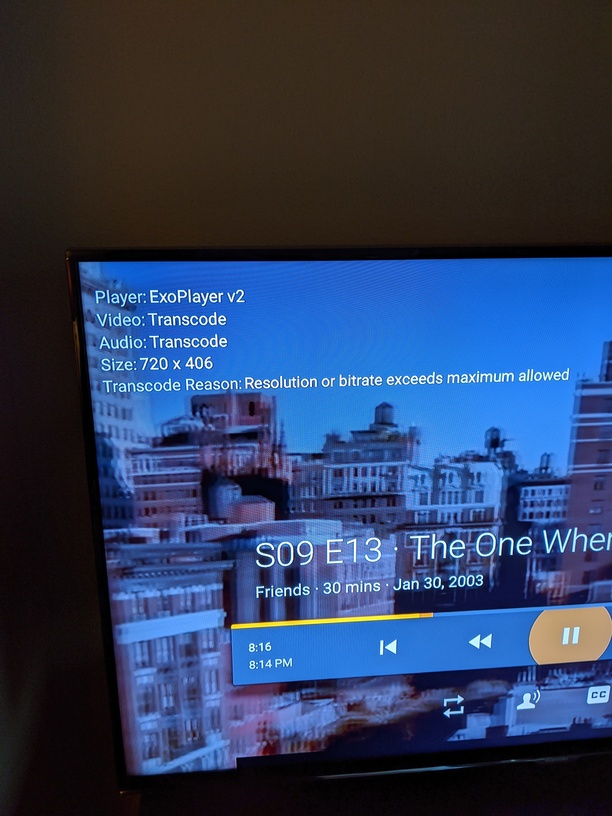 Player: ExoPlayer v2
Video: Transcode
Audio: Transcode
Size: 720 x 406
Transcode Reason: Resolution or bitrate exceeds maximum allowed
S09 E13 · The One Wher
Friends · 30 mins · Jan 30, 2003
8:16
8:14 PM
CC